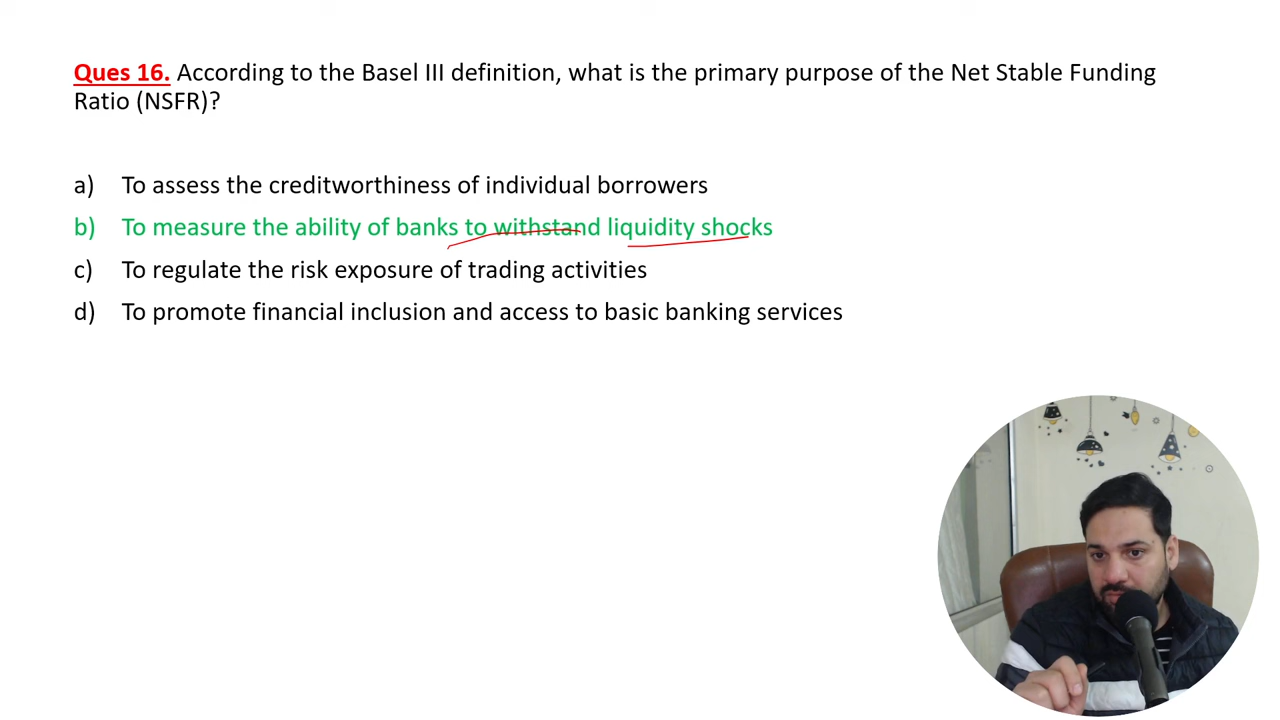 Ques 16. According to the Basel III definition, what is the primary purpose of the Net Stable Funding
Ratio (NSFR)?
a) To assess the creditworthiness of individual borrowers
b) To measure the ability of banks to withstand liquidity shocks
c) To regulate the risk exposure of trading activities
d) To promote financial inclusion and access to basic banking services